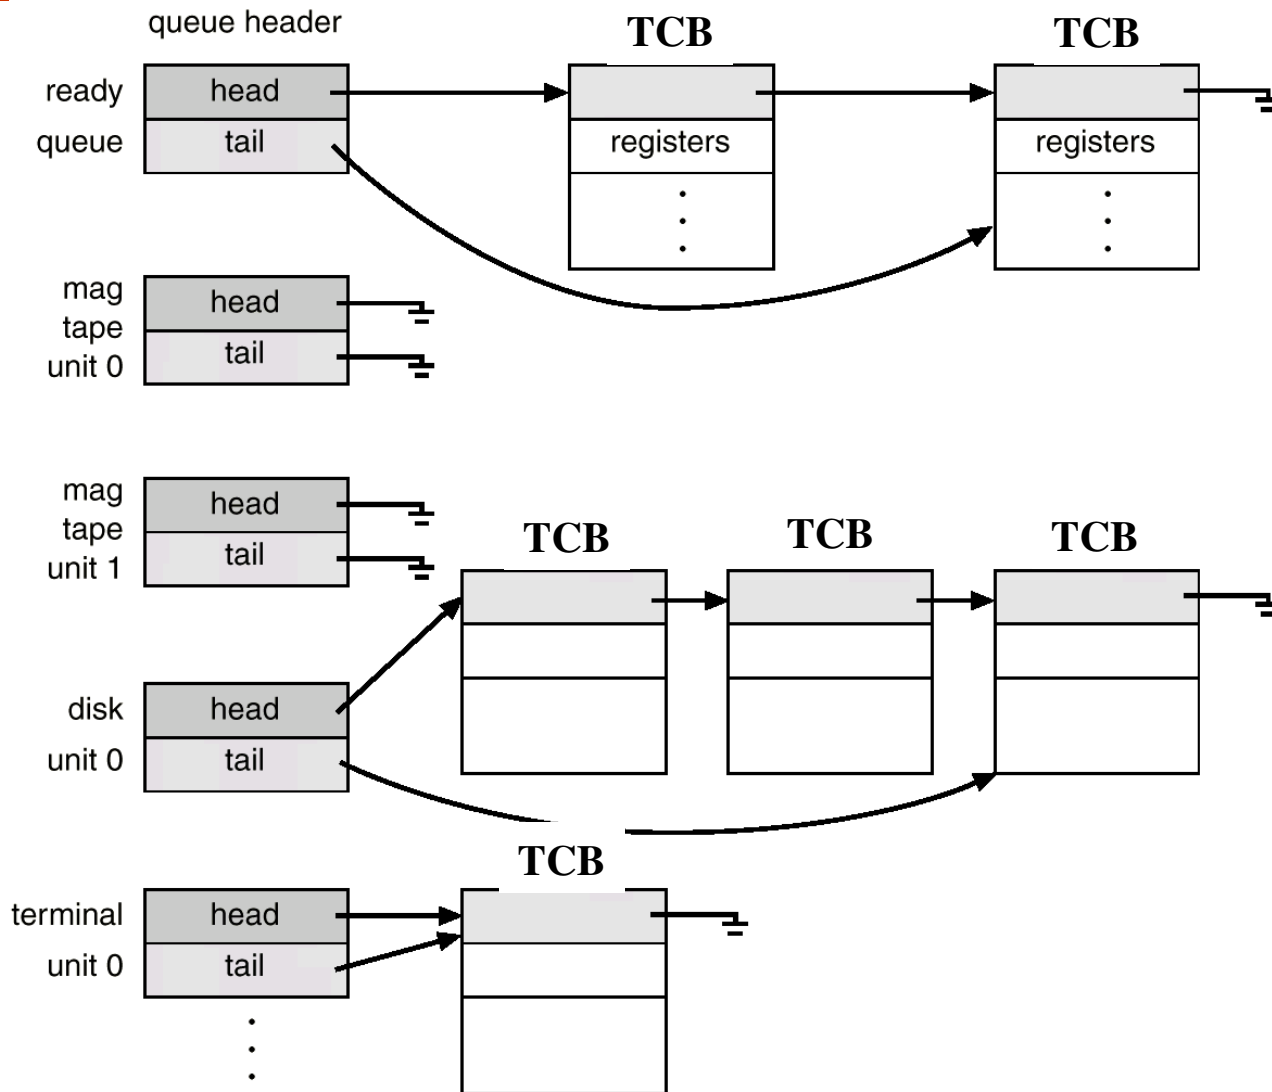 queue header
TCB
TCB
ready
queue
head
tail
registers
registers
mag
tape
unit 0
head
tail
mag
tape
unit 1
head
tail
TCB
TCB
TCB
disk
unit 0
head
tail
TCB
terminal
unit 0
head
tail